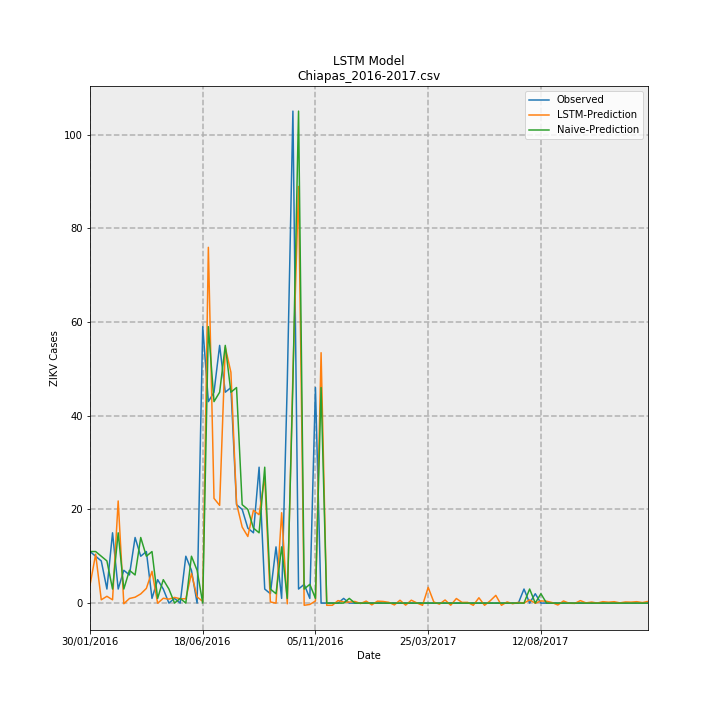 LSTM Model
Chiapas_2016-2017.csv
Observed
LSTM-Prediction
Naive-Prediction
ZIKV Cases
100
80
60
40
20
0
30/01/2016
18/06/2016
05/11/2016
25/03/2017
12/08/2017
Date